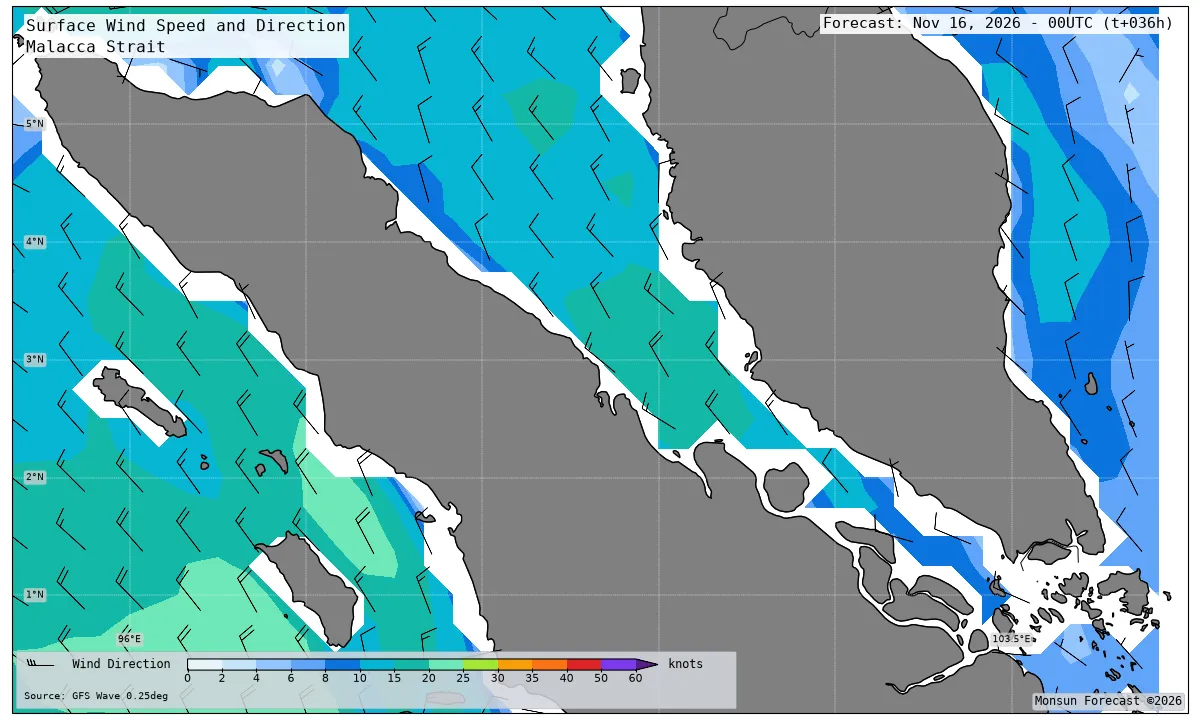 Surface Wind Speed and Direction
Malacca Strait
Forecast: Nov 16, 2026 - 00UTC (t+036h)
5°N
4°N
3°N
2°N
1°N
96°E
103.5°E
Wind Direction
0 2 4 6 8 10 15 20 25 30 35 40 50 60
knots
Source: GFS Wave 0.25deg
Monsun Forecast ©2026